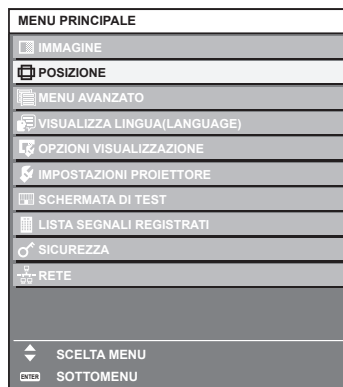 MENU PRINCIPALE
IMMAGINE
POSIZIONE
MENU AVANZATO
VISUALIZZA LINGUA(LANGUAGE)
OPZIONI VISUALIZZAZIONE
IMPOSTAZIONI PROIETTORE
SCHERMATA DI TEST
LISTA SEGNALI REGISTRATI
SICUREZZA
RETE
SCELTA MENU
ENTER SOTTOMENU